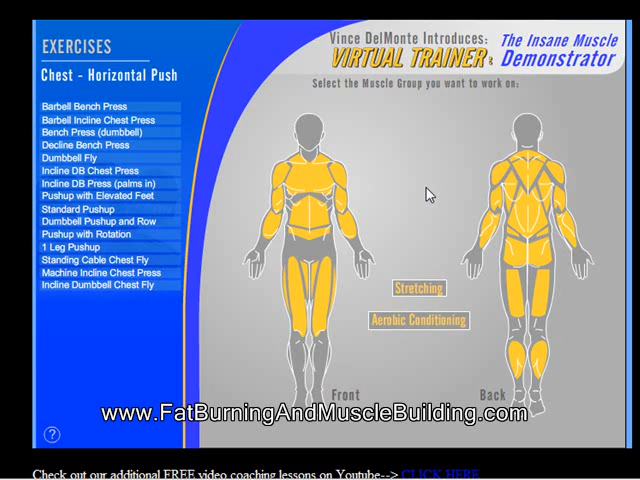 EXERCISES
Chest - Horizontal Push
Barbell Bench Press
Barbell Incline Chest Press
Bench Press (dumbbell)
Decline Bench Press
Dumbbell Fly
Incline DB Chest Press
Incline DB Press (palms in)
Pushup with Elevated Feet
Standard Pushup
Dumbbell Pushup and Row
Pushup with Rotation
1 Leg Pushup
Standing Cable Chest Fly
Machine Incline Chest Press
Incline Dumbbell Chest Fly
?
Vince DelMonte Introduces:
VIRTUAL TRAINER:
The Insane Muscle
Demonstrator
Select the Muscle Group you want to work on:
Stretching
Aerobic Conditioning
Front
Back
www.FatBurningAndMuscleBuilding.com
Check out our additional FREE video coaching lessons on Youtube--> CLICK HERE